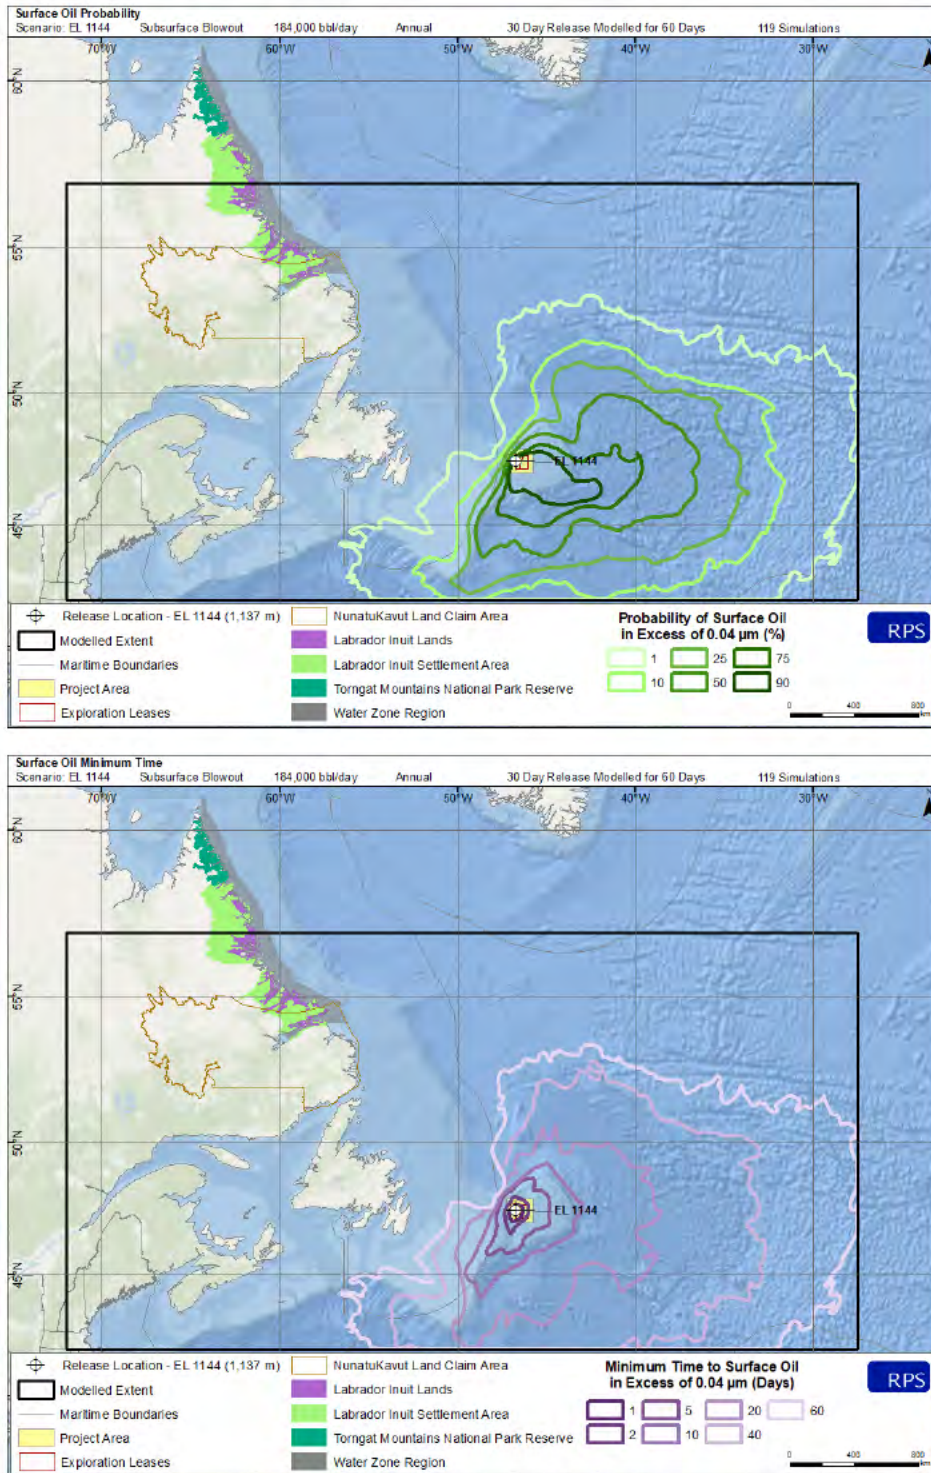 Surface Oil Probability
Scenario: EL 1144 Subsurface Blowout 184,000 bbl/day Annual 30 Day Release Modelled for 60 Days 119 Simulations
70°W 60°W 50°W 40°W 30°W
60°N
55°N
50°N
EL 1144
45°N
Release Location - EL 1144 (1,137 m)
Modelled Extent
Maritime Boundaries
Project Area
Exploration Leases
NunatuKavut Land Claim Area
Labrador Inuit Lands
Labrador Inuit Settlement Area
Torngat Mountains National Park Reserve
Water Zone Region
Probability of Surface Oil
in Excess of 0.04 µm (%)
1 25 75
10 50 90
RPS
0 400 800
km
Surface Oil Minimum Time
Scenario: EL 1144 Subsurface Blowout 184,000 bbl/day Annual 30 Day Release Modelled for 60 Days 119 Simulations
70°W 60°W 50°W 40°W 30°W
60°N
55°N
50°N
EL 1144
45°N
Release Location - EL 1144 (1,137 m)
Modelled Extent
Maritime Boundaries
Project Area
Exploration Leases
NunatuKavut Land Claim Area
Labrador Inuit Lands
Labrador Inuit Settlement Area
Torngat Mountains National Park Reserve
Water Zone Region
Minimum Time to Surface Oil
in Excess of 0.04 µm (Days)
1 5 20 60
2 10 40
RPS
0 400 800
km